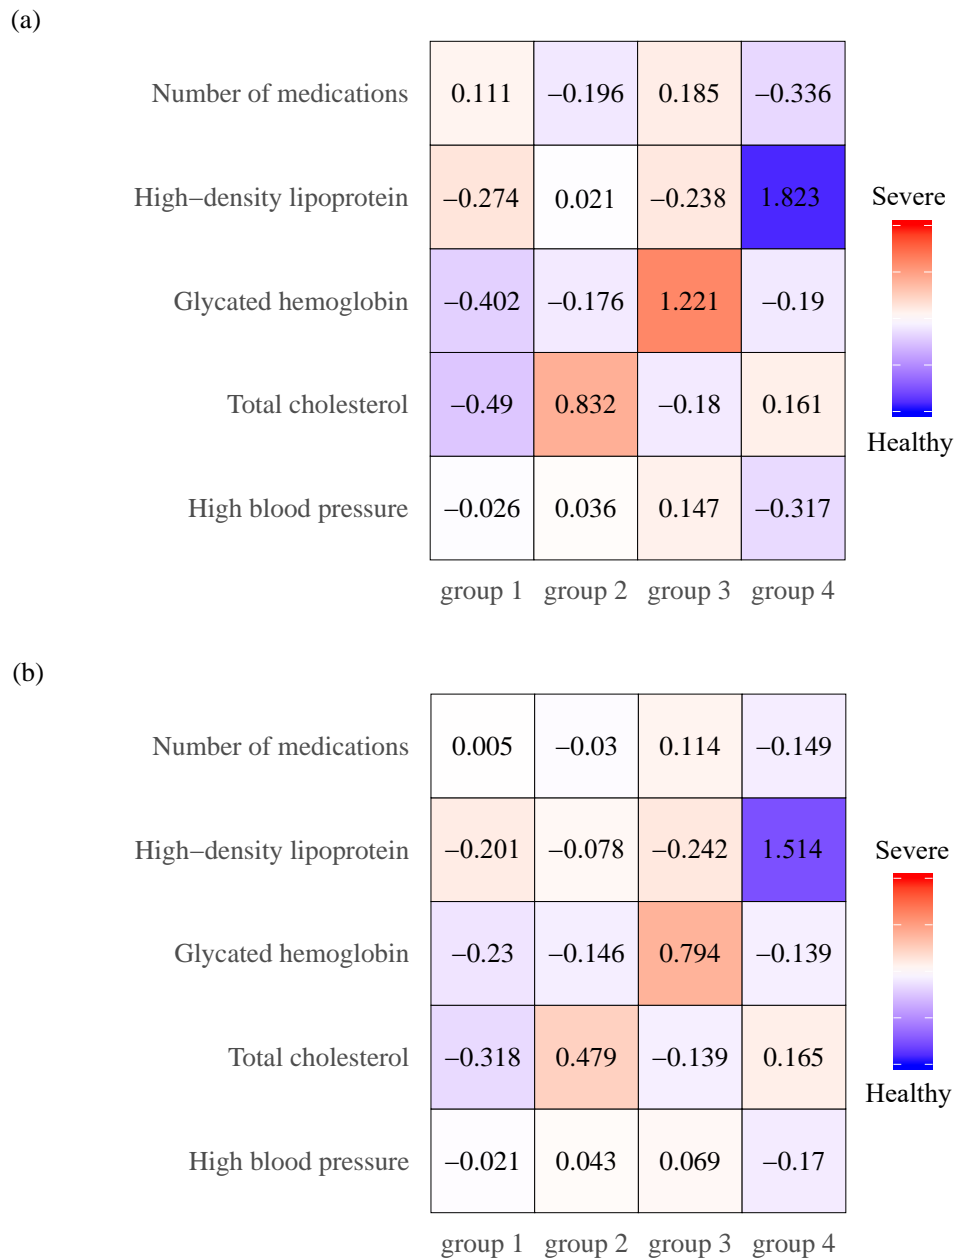 (a)
Number of medications 0.111 −0.196 0.185 −0.336
High−density lipoprotein −0.274 0.021 −0.238 1.823
Severe
Glycated hemoglobin −0.402 −0.176 1.221 −0.19
Total cholesterol −0.49 0.832 −0.18 0.161
Healthy
High blood pressure −0.026 0.036 0.147 −0.317
group 1 group 2 group 3 group 4
(b)
Number of medications 0.005 −0.03 0.114 −0.149
High−density lipoprotein −0.201 −0.078 −0.242 1.514
Severe
Glycated hemoglobin −0.23 −0.146 0.794 −0.139
Total cholesterol −0.318 0.479 −0.139 0.165
Healthy
High blood pressure −0.021 0.043 0.069 −0.17
group 1 group 2 group 3 group 4